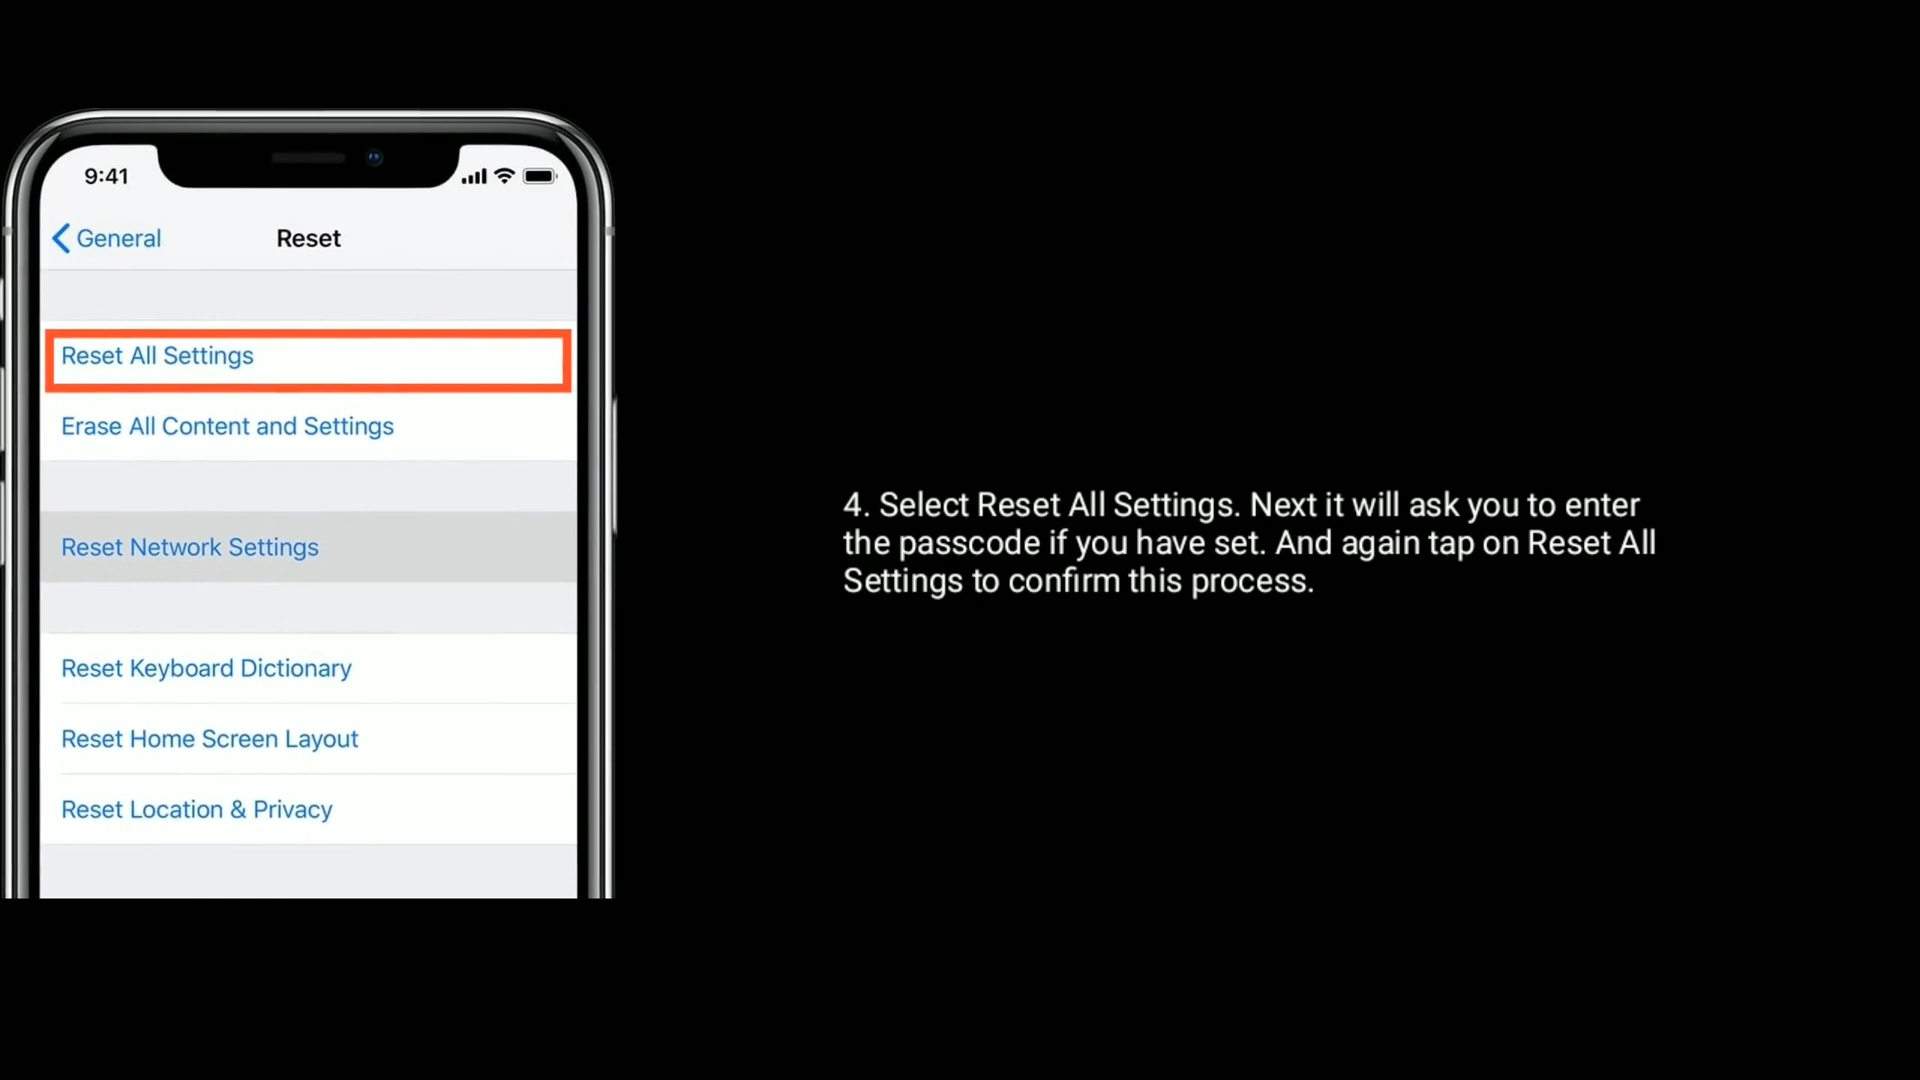 9:41
General
Reset
Reset All Settings
Erase All Content and Settings
Reset Network Settings
Reset Keyboard Dictionary
Reset Home Screen Layout
Reset Location & Privacy
4. Select Reset All Settings. Next it will ask you to enter
the passcode if you have set. And again tap on Reset All
Settings to confirm this process.